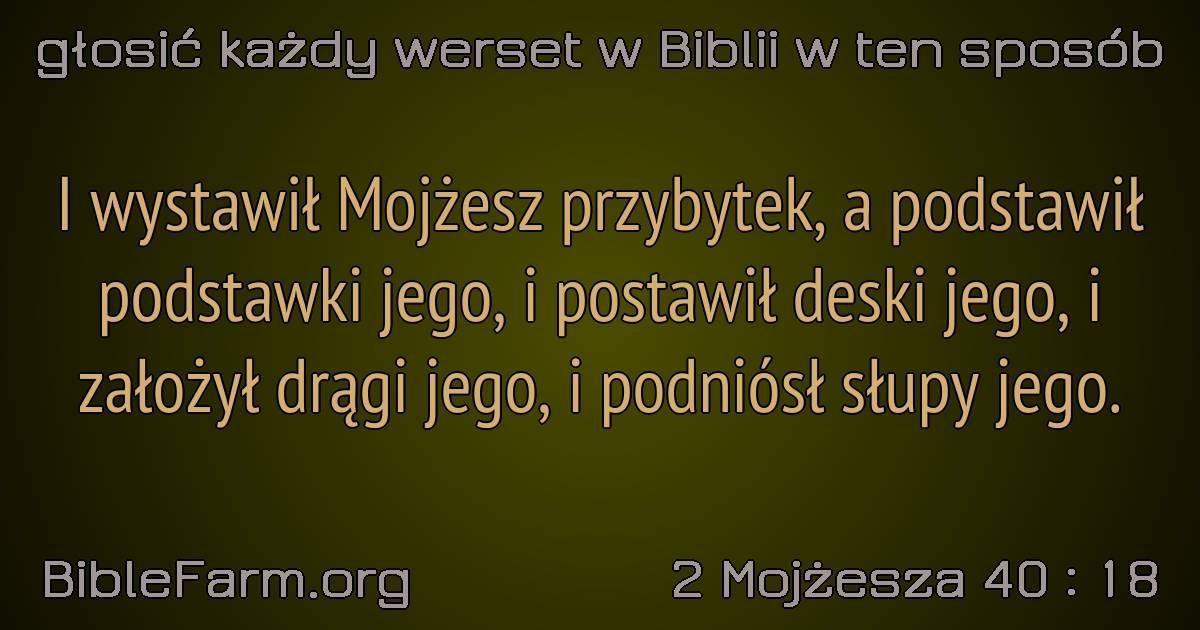 głosić każdy werset w Biblii w ten sposób
I wystawił Mojżesz przybytek, a podstawił
podstawki jego, i postawił deski jego, i
założył drągi jego, i podniósł słupy jego.
BibleFarm.org
2 Mojżesza 40 : 18